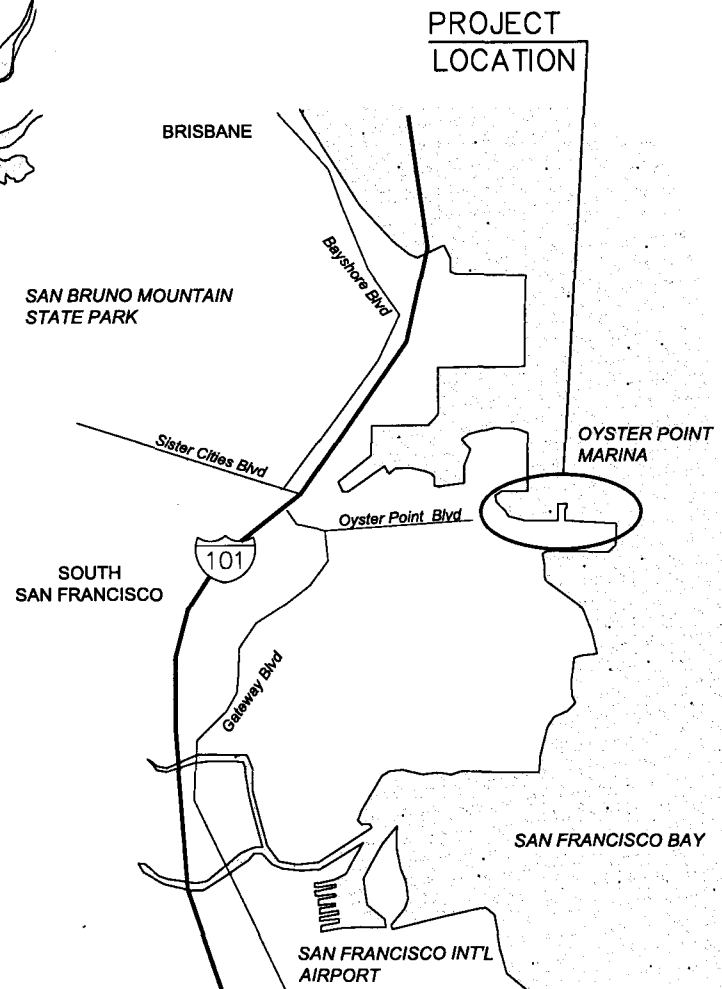 PROJECT
LOCATION
BRISBANE
Bayshore Blvd
SAN BRUNO MOUNTAIN
STATE PARK
OYSTER POINT
MARINA
Sister Cities Blvd
Oyster Point Blvd
101
SOUTH
SAN FRANCISCO
Gateway Blvd
SAN FRANCISCO BAY
SAN FRANCISCO INT'L
AIRPORT